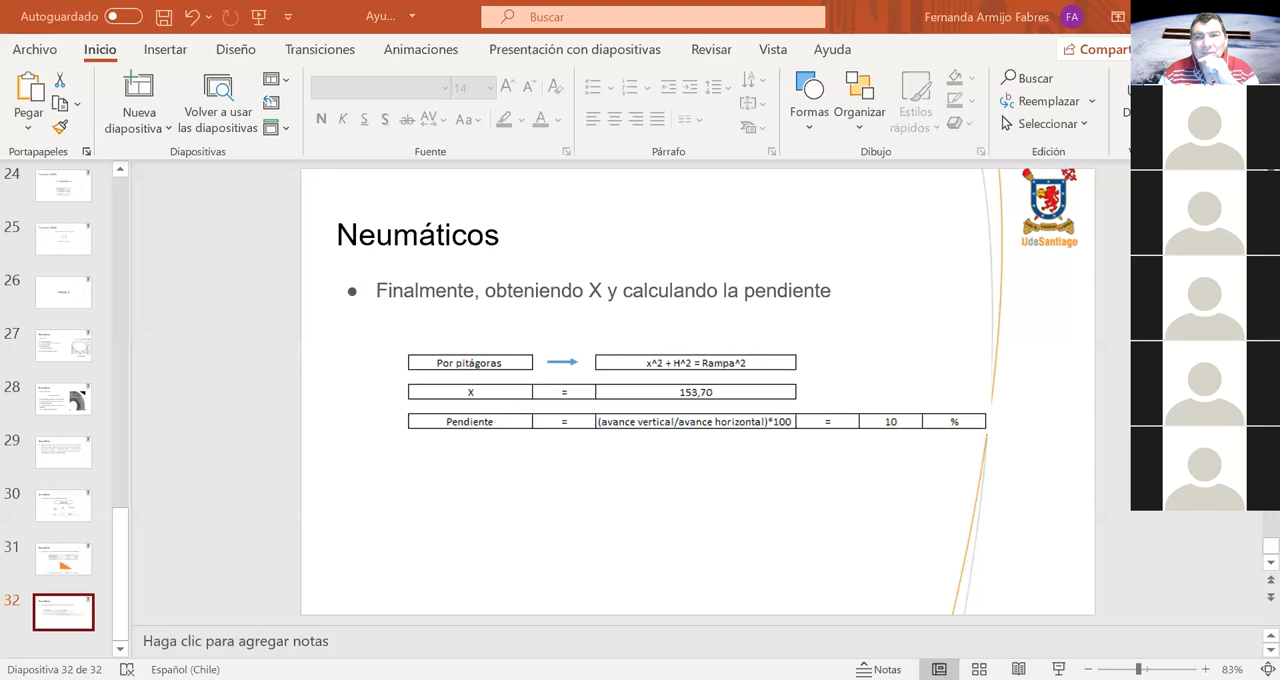 Autoguardado
Ayu...
Buscar
Fernanda Armijo Fabres
FA
Archivo
Inicio
Insertar
Diseño
Transiciones
Animaciones
Presentación con diapositivas
Revisar
Vista
Ayuda
Compart
Pegar
Nueva
diapositiva
Volver a usar
las diapositivas
14
N K S S ab AV Aa
A
Formas
Organizar
Estilos
rápidos
Buscar
Reemplazar
Seleccionar
D
Portapapeles
Diapositivas
Fuente
Párrafo
Dibujo
Edición
24
25
26
27
28
29
30
31
32
Neumáticos
UdeSantiago
● Finalmente, obteniendo X y calculando la pendiente
Por pitágoras
x^2 + H^2 = Rampa^2
X = 153,70
Pendiente = (avance vertical/avance horizontal)*100 = 10 %
Haga clic para agregar notas
Diapositiva 32 de 32
Español (Chile)
Notas
83%